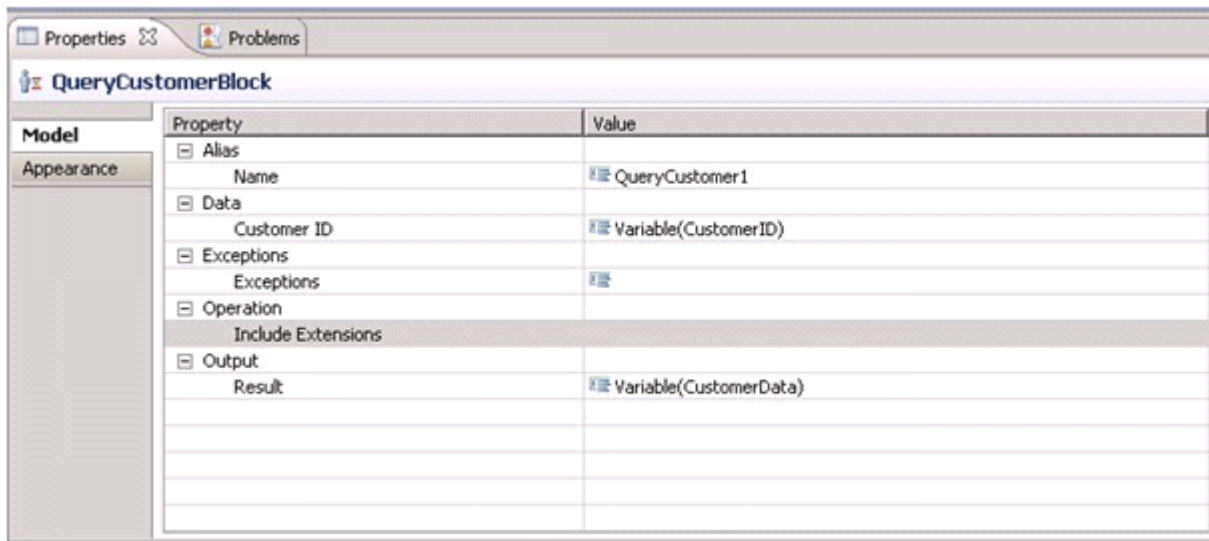 Properties Problems
QueryCustomerBlock
Model
Appearance
Property Value
Alias
Name QueryCustomer1
Data
Customer ID Variable(CustomerID)
Exceptions
Exceptions
Operation
Include Extensions
Output
Result Variable(CustomerData)